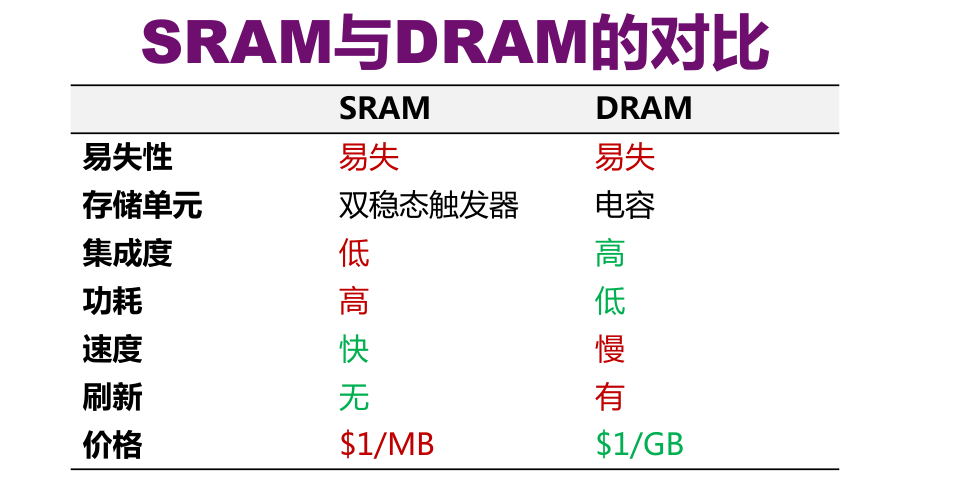 SRAM与DRAM的对比
SRAM DRAM
易失性 易失 易失
存储单元 双稳态触发器 电容
集成度 低 高
功耗 高 低
速度 快 慢
刷新 无 有
价格 $1/MB $1/GB